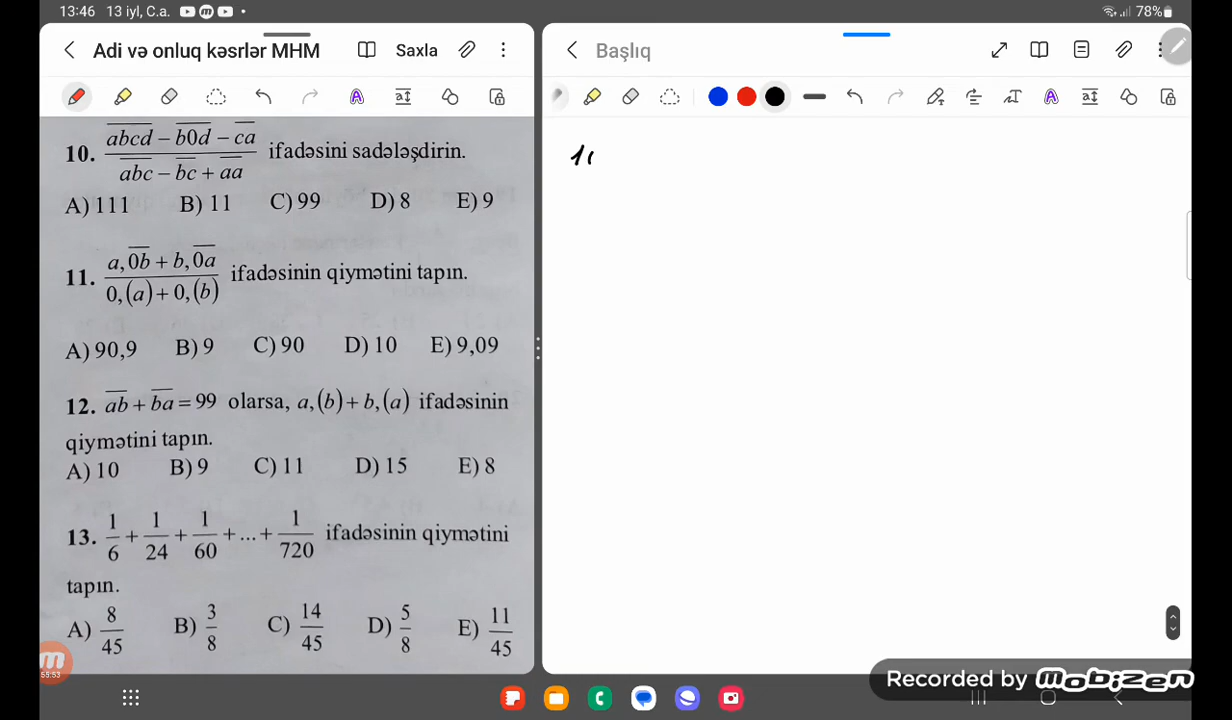 13:46 13 iyl, C.a. 78%
Adi və onluq kəsrlər MHM Saxla
Başlıq
10. (abcd − b0d − ca)/(abc − bc + aa) ifadəsini sadələşdirin.
A) 111 B) 11 C) 99 D) 8 E) 9
11. (a,0b + b,0a)/(0,(a) + 0,(b)) ifadəsinin qiymətini tapın.
A) 90,9 B) 9 C) 90 D) 10 E) 9,09
12. ab + ba = 99 olarsa, a,(b) + b,(a) ifadəsinin
qiymətini tapın.
A) 10 B) 9 C) 11 D) 15 E) 8
13. 1/6 + 1/24 + 1/60 + ... + 1/720 ifadəsinin qiymətini
tapın.
A) 8/45 B) 3/8 C) 14/45 D) 5/8 E) 11/45
55:53
Recorded by mobizen